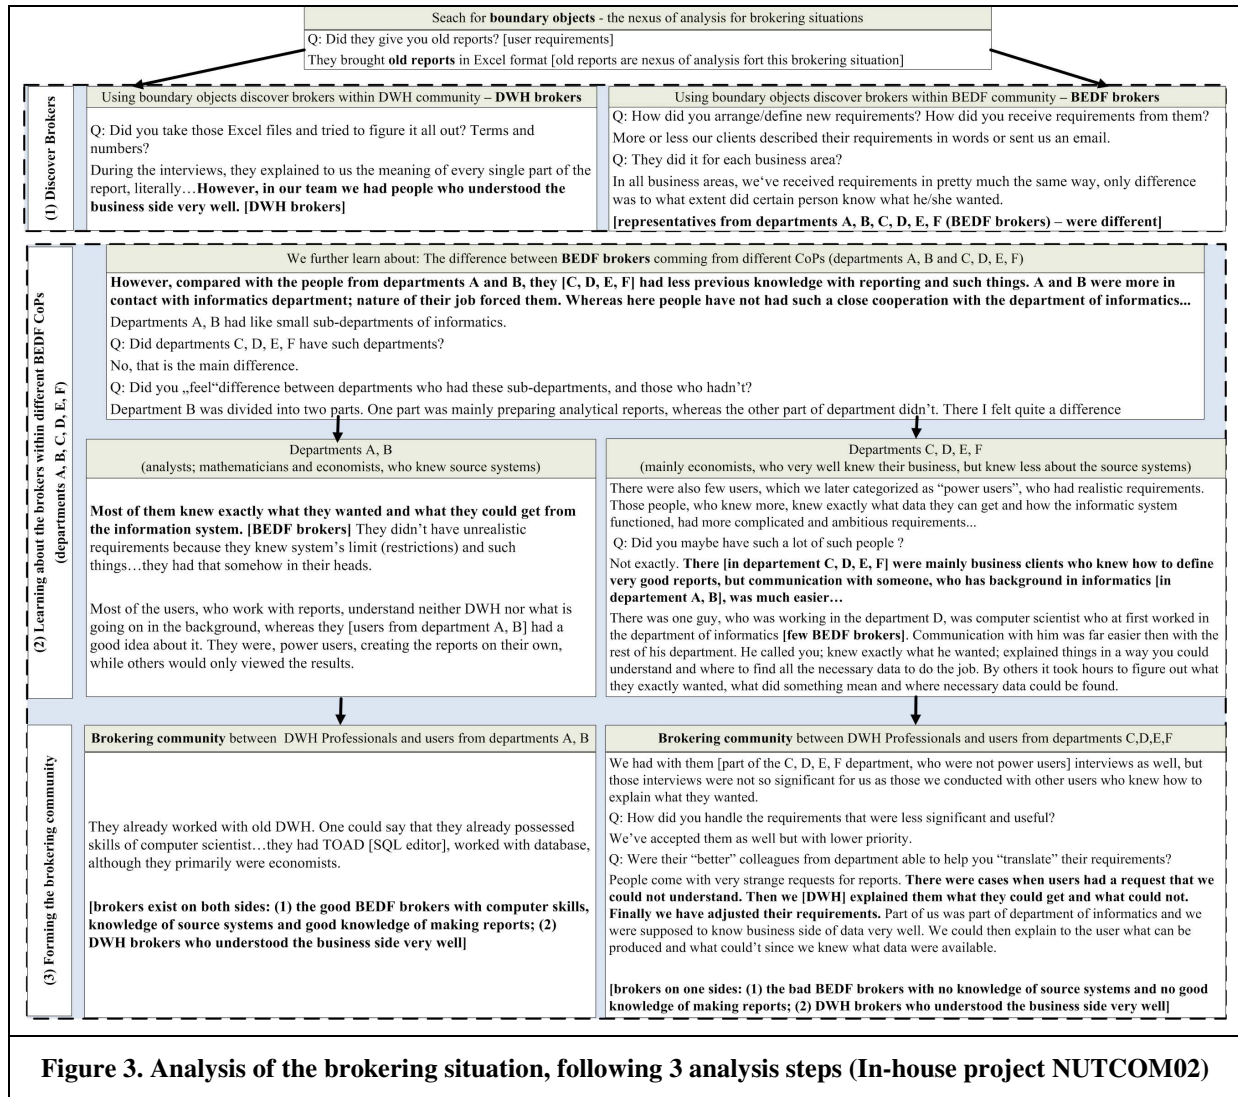 Seach for boundary objects - the nexus of analysis for brokering situations
Q: Did they give you old reports? [user requirements]
They brought old reports in Excel format [old reports are nexus of analysis fort this brokering situation]
(1) Discover Brokers
Using boundary objects discover brokers within DWH community – DWH brokers
Q: Did you take those Excel files and tried to figure it all out? Terms and
numbers?
During the interviews, they explained to us the meaning of every single part of the
report, literally…However, in our team we had people who understood the
business side very well. [DWH brokers]
Using boundary objects discover brokers within BEDF community – BEDF brokers
Q: How did you arrange/define new requirements? How did you receive requirements from them?
More or less our clients described their requirements in words or sent us an email.
Q: They did it for each business area?
In all business areas, we‘ve received requirements in pretty much the same way, only difference
was to what extent did certain person know what he/she wanted.
[representatives from departments A, B, C, D, E, F (BEDF brokers) – were different]
(2) Learning about the brokers within different BEDF CoPs
(departments A, B, C, D, E, F)
We further learn about: The difference between BEDF brokers comming from different CoPs (departments A, B and C, D, E, F)
However, compared with the people from departments A and B, they [C, D, E, F] had less previous knowledge with reporting and such things. A and B were more in
contact with informatics department; nature of their job forced them. Whereas here people have not had such a close cooperation with the department of informatics...
Departments A, B had like small sub-departments of informatics.
Q: Did departments C, D, E, F have such departments?
No, that is the main difference.
Q: Did you „feel“difference between departments who had these sub-departments, and those who hadn’t?
Department B was divided into two parts. One part was mainly preparing analytical reports, whereas the other part of department didn’t. There I felt quite a difference
Departments A, B
(analysts; mathematicians and economists, who knew source systems)
Most of them knew exactly what they wanted and what they could get from
the information system. [BEDF brokers] They didn’t have unrealistic
requirements because they knew system’s limit (restrictions) and such
things…they had that somehow in their heads.
Most of the users, who work with reports, understand neither DWH nor what is
going on in the background, whereas they [users from department A, B] had a
good idea about it. They were, power users, creating the reports on their own,
while others would only viewed the results.
Departments C, D, E, F
(mainly economists, who very well knew their business, but knew less about the source systems)
There were also few users, which we later categorized as “power users”, who had realistic requirements.
Those people, who knew more, knew exactly what data they can get and how the informatic system
functioned, had more complicated and ambitious requirements...
Q: Did you maybe have such a lot of such people ?
Not exactly. There [in departement C, D, E, F] were mainly business clients who knew how to define
very good reports, but communication with someone, who has background in informatics [in
departement A, B], was much easier…
There was one guy, who was working in the department D, was computer scientist who at first worked in
the department of informatics [few BEDF brokers]. Communication with him was far easier then with the
rest of his department. He called you; knew exactly what he wanted; explained things in a way you could
understand and where to find all the necessary data to do the job. By others it took hours to figure out what
they exactly wanted, what did something mean and where necessary data could be found.
(3) Forming the brokering community
Brokering community between DWH Professionals and users from departments A, B
They already worked with old DWH. One could say that they already possessed
skills of computer scientist…they had TOAD [SQL editor], worked with database,
although they primarily were economists.
[brokers exist on both sides: (1) the good BEDF brokers with computer skills,
knowledge of source systems and good knowledge of making reports; (2)
DWH brokers who understood the business side very well]
Brokering community between DWH Professionals and users from departments C,D,E,F
We had with them [part of the C, D, E, F department, who were not power users] interviews as well, but
those interviews were not so significant for us as those we conducted with other users who knew how to
explain what they wanted.
Q: How did you handle the requirements that were less significant and useful?
We’ve accepted them as well but with lower priority.
Q: Were their “better” colleagues from department able to help you “translate” their requirements?
People come with very strange requests for reports. There were cases when users had a request that we
could not understand. Then we [DWH] explained them what they could get and what could not.
Finally we have adjusted their requirements. Part of us was part of department of informatics and we
were supposed to know business side of data very well. We could then explain to the user what can be
produced and what could’t since we knew what data were available.
[brokers on one sides: (1) the bad BEDF brokers with no knowledge of source systems and no good
knowledge of making reports; (2) DWH brokers who understood the business side very well]
Figure 3. Analysis of the brokering situation, following 3 analysis steps (In-house project NUTCOM02)